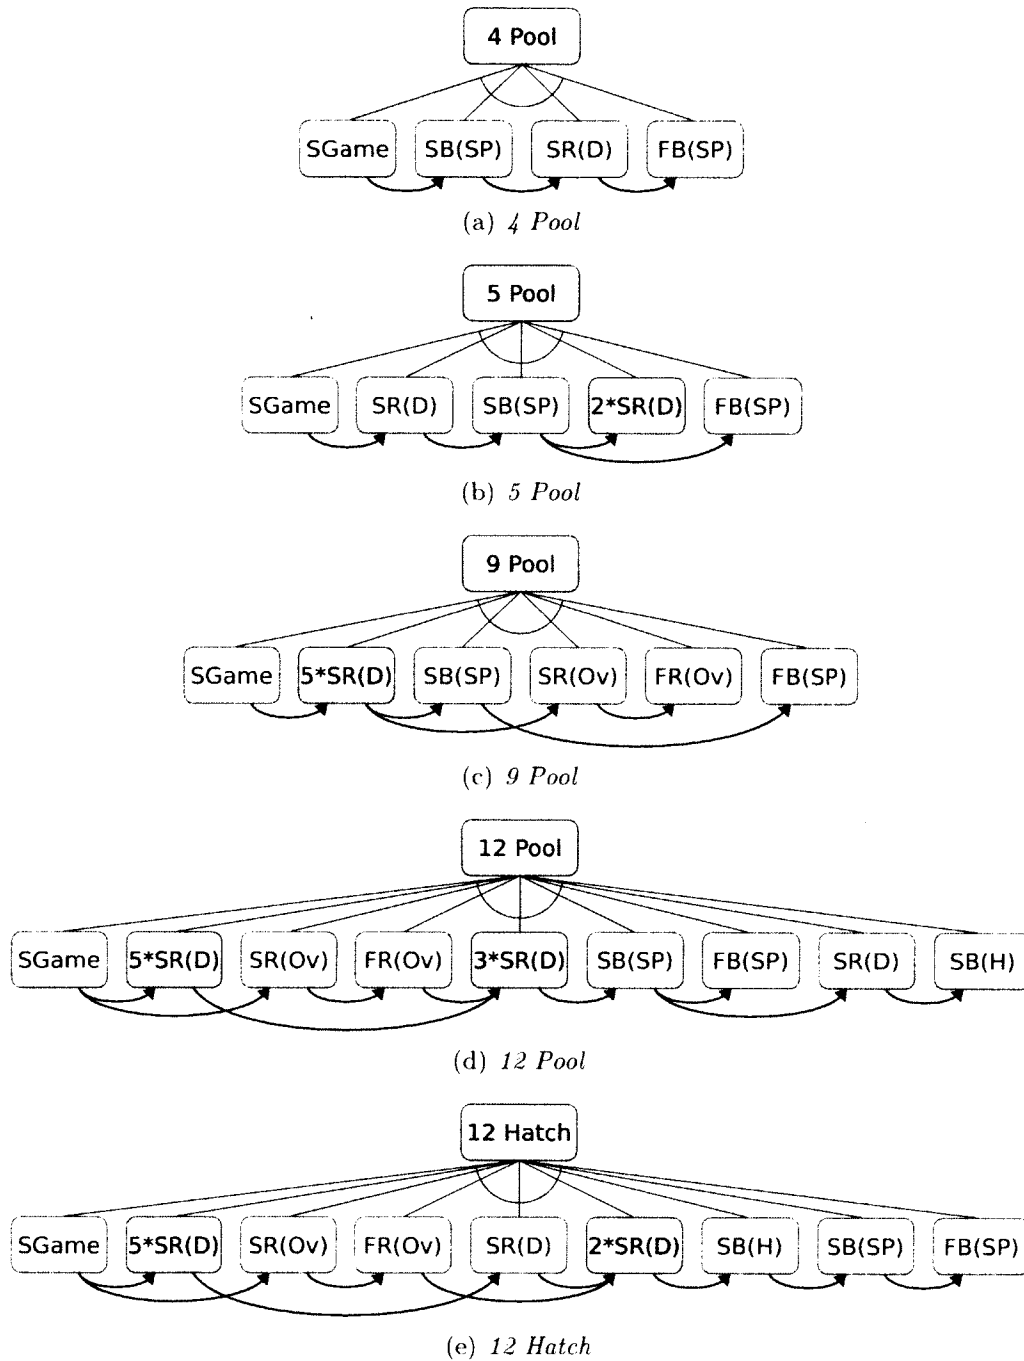 4 Pool
SGame SB(SP) SR(D) FB(SP)
(a) 4 Pool
5 Pool
SGame SR(D) SB(SP) 2*SR(D) FB(SP)
(b) 5 Pool
9 Pool
SGame 5*SR(D) SB(SP) SR(Ov) FR(Ov) FB(SP)
(c) 9 Pool
12 Pool
SGame 5*SR(D) SR(Ov) FR(Ov) 3*SR(D) SB(SP) FB(SP) SR(D) SB(H)
(d) 12 Pool
12 Hatch
SGame 5*SR(D) SR(Ov) FR(Ov) SR(D) 2*SR(D) SB(H) SB(SP) FB(SP)
(e) 12 Hatch